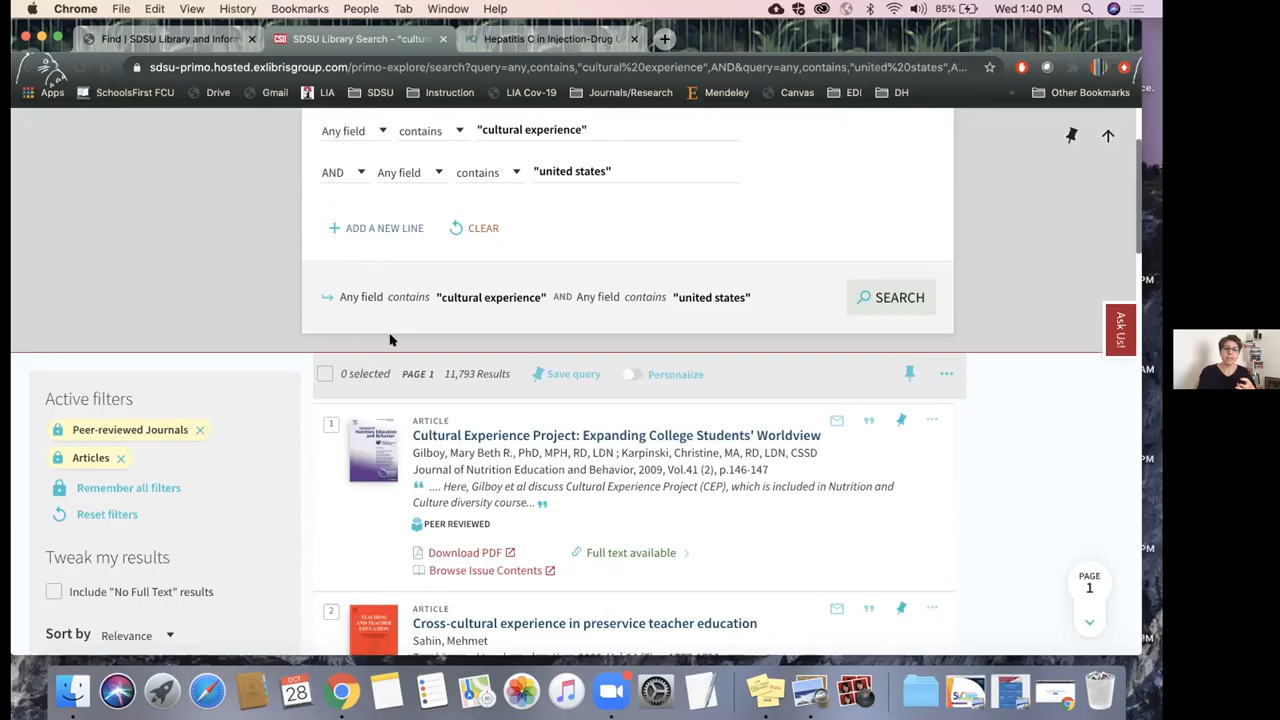 Chrome File Edit View History Bookmarks People Tab Window Help 85% Wed 1:40 PM
Find | SDSU Library and Inform SDSU Library Search - "cultura Hepatitis C in Injection-Drug U
sdsu-primo.hosted.exlibrisgroup.com/primo-explore/search?query=any,contains,"cultural%20experience",AND&query=any,contains,"united%20states",A...
Apps SchoolsFirst FCU Drive Gmail LIA SDSU Instruction LIA Cov-19 Journals/Research Mendeley Canvas EDI DH » Other Bookmarks
Any field contains "cultural experience"
AND Any field contains "united states"
+ ADD A NEW LINE CLEAR
Any field contains "cultural experience" AND Any field contains "united states" SEARCH
Ask Us!
0 selected PAGE 1 11,793 Results Save query Personalize
Active filters
Peer-reviewed Journals
Articles
Remember all filters
Reset filters
Tweak my results
Include "No Full Text" results
Sort by Relevance
1
ARTICLE
Cultural Experience Project: Expanding College Students' Worldview
Gilboy, Mary Beth R., PhD, MPH, RD, LDN ; Karpinski, Christine, MA, RD, LDN, CSSD
Journal of Nutrition Education and Behavior, 2009, Vol.41 (2), p.146-147
.... Here, Gilboy et al discuss Cultural Experience Project (CEP), which is included in Nutrition and
Culture diversity course...
PEER REVIEWED
Download PDF Full text available
Browse Issue Contents
2
ARTICLE
Cross-cultural experience in preservice teacher education
Sahin, Mehmet
TEACHING AND TEACHER EDUCATION
PAGE
1
OCT
28